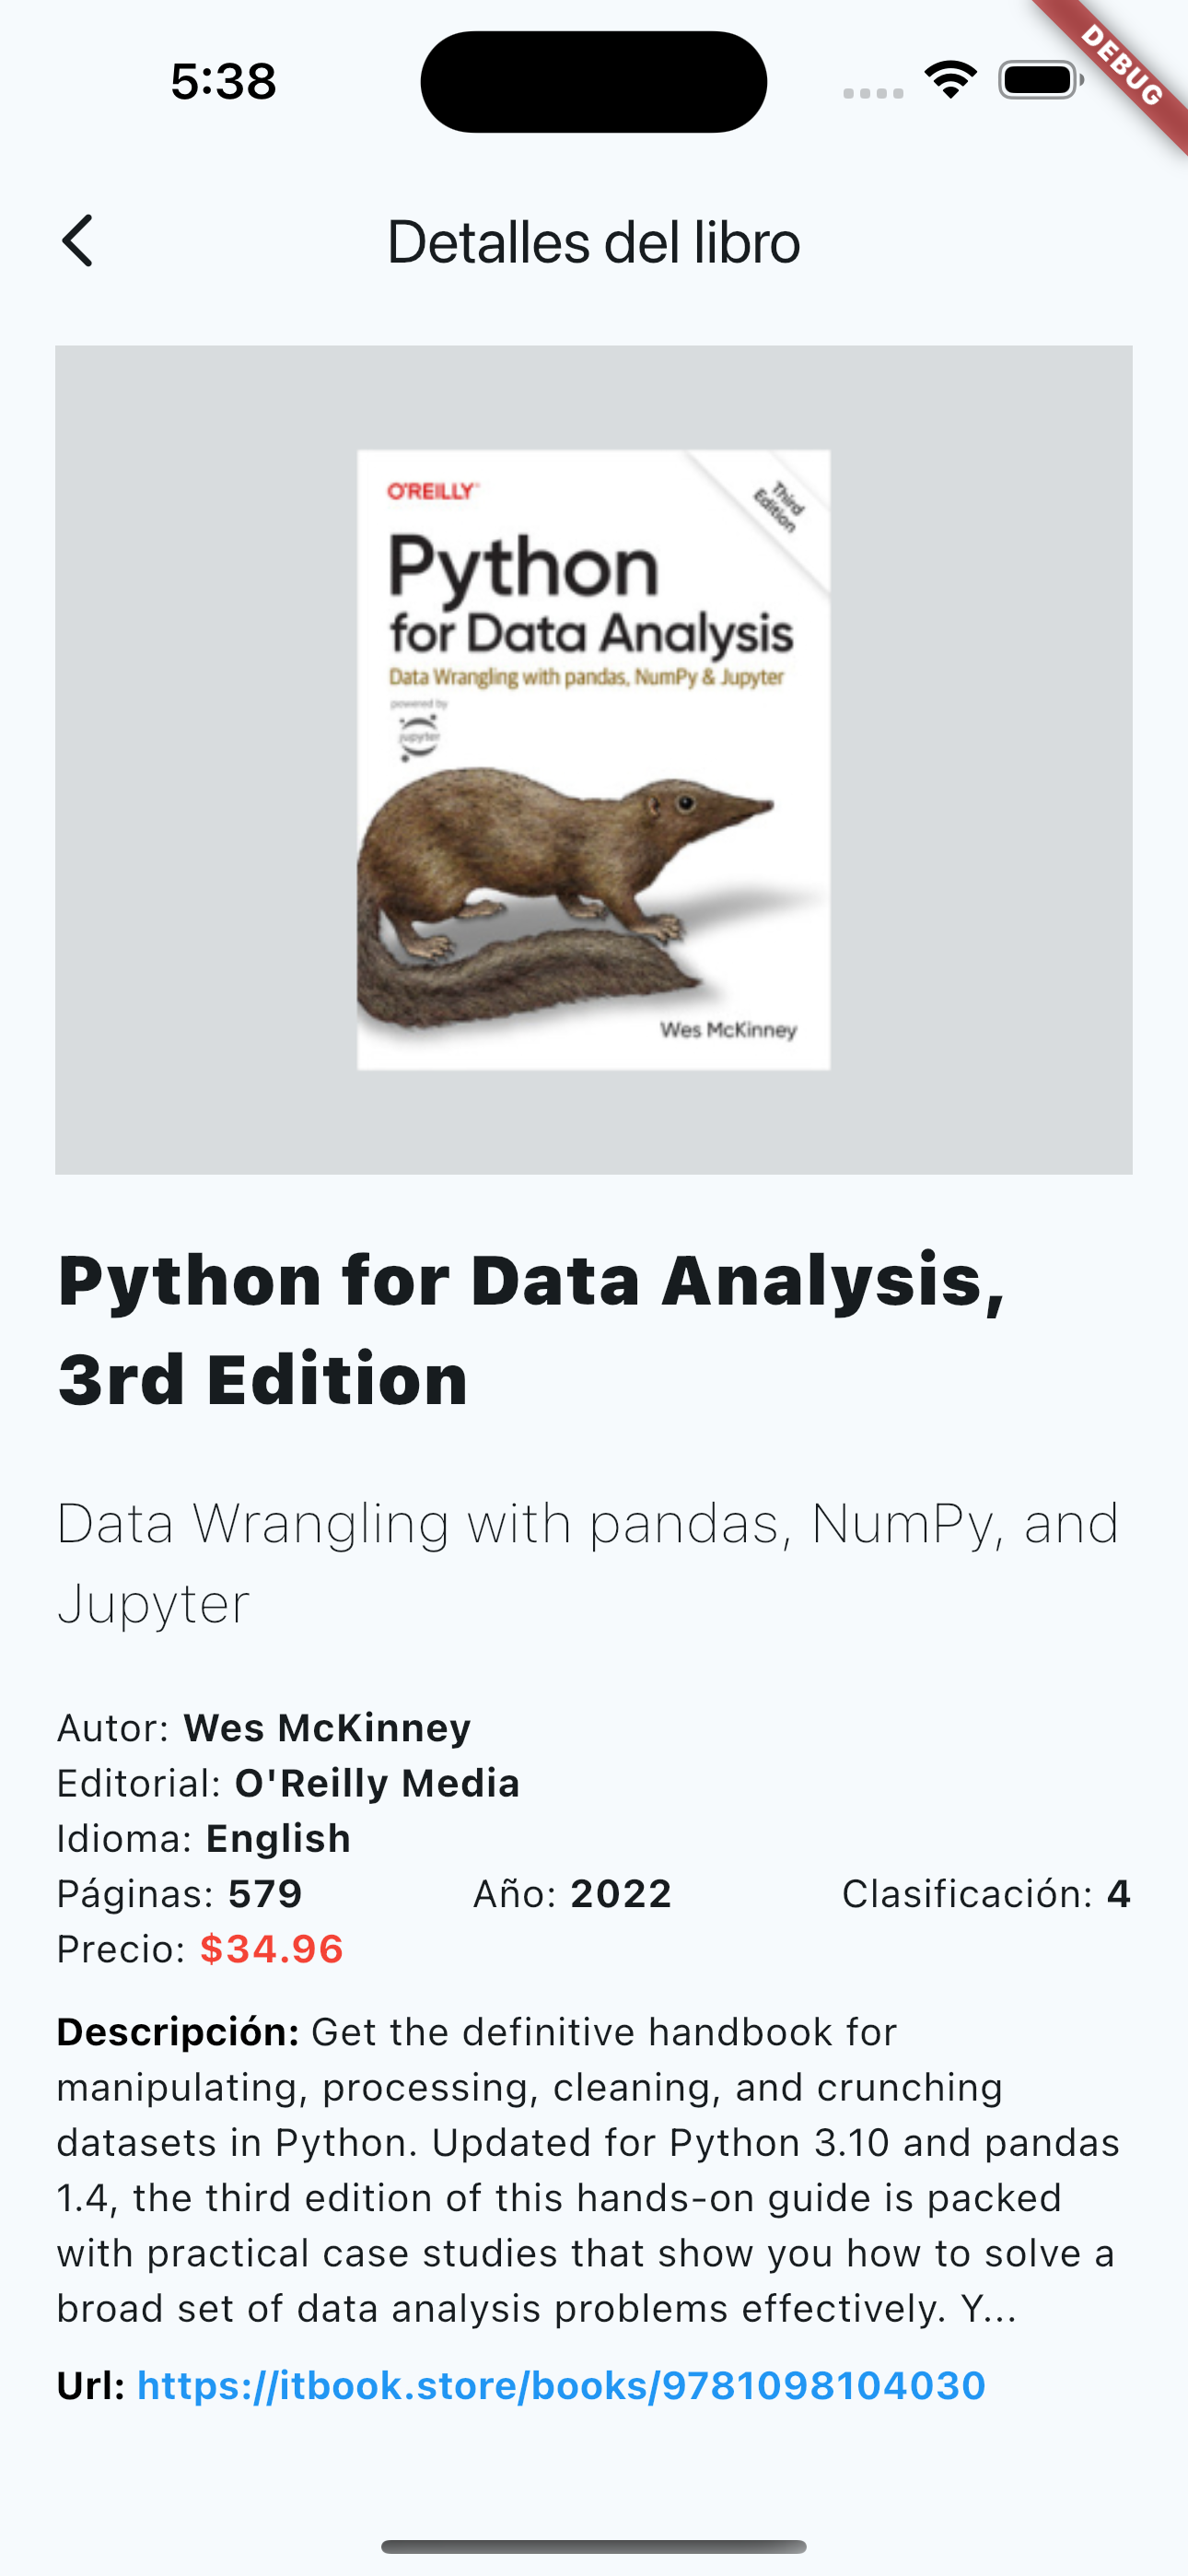 5:38
DEBUG
Detalles del libro
O'REILLY
Third
Edition
Python
for Data Analysis
Data Wrangling with pandas, NumPy & Jupyter
powered by
jupyter
Wes McKinney
Python for Data Analysis,
3rd Edition
Data Wrangling with pandas, NumPy, and
Jupyter
Autor: Wes McKinney
Editorial: O'Reilly Media
Idioma: English
Páginas: 579 Año: 2022 Clasificación: 4
Precio: $34.96
Descripción: Get the definitive handbook for
manipulating, processing, cleaning, and crunching
datasets in Python. Updated for Python 3.10 and pandas
1.4, the third edition of this hands-on guide is packed
with practical case studies that show you how to solve a
broad set of data analysis problems effectively. Y...
Url: https://itbook.store/books/9781098104030